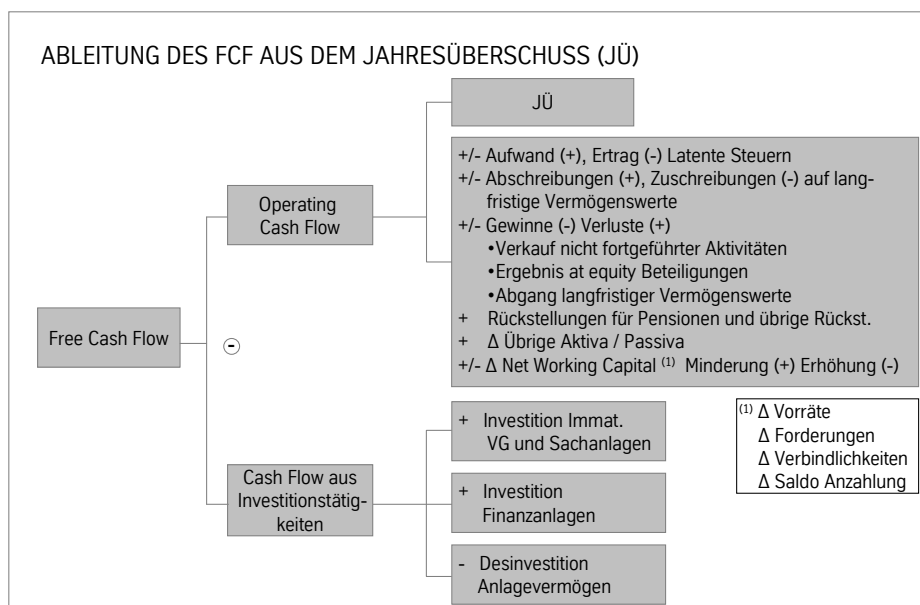 ABLEITUNG DES FCF AUS DEM JAHRESÜBERSCHUSS (JÜ)
JÜ
+/- Aufwand (+), Ertrag (-) Latente Steuern
+/- Abschreibungen (+), Zuschreibungen (-) auf lang-
fristige Vermögenswerte
+/- Gewinne (-) Verluste (+)
•Verkauf nicht fortgeführter Aktivitäten
•Ergebnis at equity Beteiligungen
•Abgang langfristiger Vermögenswerte
+ Rückstellungen für Pensionen und übrige Rückst.
+ Δ Übrige Aktiva / Passiva
+/- Δ Net Working Capital (1) Minderung (+) Erhöhung (-)
Operating
Cash Flow
Free Cash Flow
-
(1) Δ Vorräte
Δ Forderungen
Δ Verbindlichkeiten
Δ Saldo Anzahlung
Cash Flow aus
Investitionstätig-
keiten
+ Investition Immat.
VG und Sachanlagen
+ Investition
Finanzanlagen
- Desinvestition
Anlagevermögen